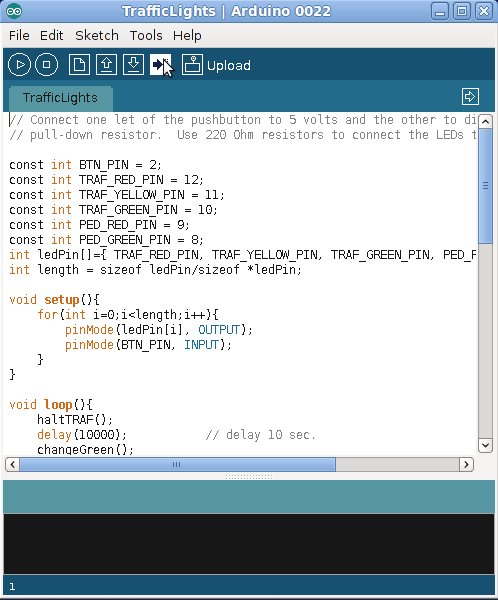 TrafficLights | Arduino 0022
File Edit Sketch Tools Help
Upload
TrafficLights
// Connect one let of the pushbutton to 5 volts and the other to di
// pull-down resistor.  Use 220 Ohm resistors to connect the LEDs t
const int BTN_PIN = 2;
const int TRAF_RED_PIN = 12;
const int TRAF_YELLOW_PIN = 11;
const int TRAF_GREEN_PIN = 10;
const int PED_RED_PIN = 9;
const int PED_GREEN_PIN = 8;
int ledPin[]={ TRAF_RED_PIN, TRAF_YELLOW_PIN, TRAF_GREEN_PIN, PED_F
int length = sizeof ledPin/sizeof *ledPin;
void setup(){
    for(int i=0;i<length;i++){
        pinMode(ledPin[i], OUTPUT);
        pinMode(BTN_PIN, INPUT);
    }
}
void loop(){
    haltTRAF();
    delay(10000);          // delay 10 sec.
    changeGreen();
1